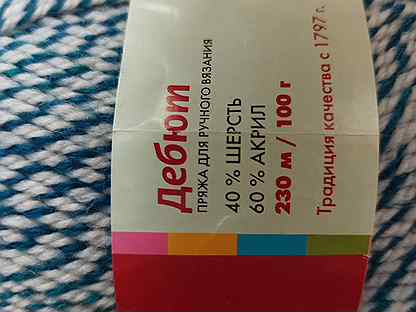 Дебют
ПРЯЖА ДЛЯ РУЧНОГО ВЯЗАНИЯ
40 % ШЕРСТЬ
60 % АКРИЛ
230 м / 100 г
Традиция качества с 1797 г.